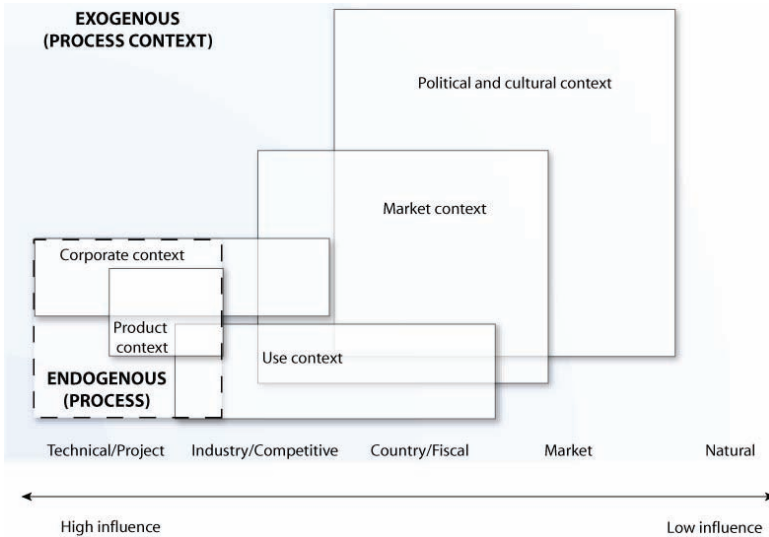 EXOGENOUS
(PROCESS CONTEXT)
Political and cultural context
Market context
Corporate context
Product
context
Use context
ENDOGENOUS
(PROCESS)
Technical/Project
Industry/Competitive
Country/Fiscal
Market
Natural
High influence
Low influence